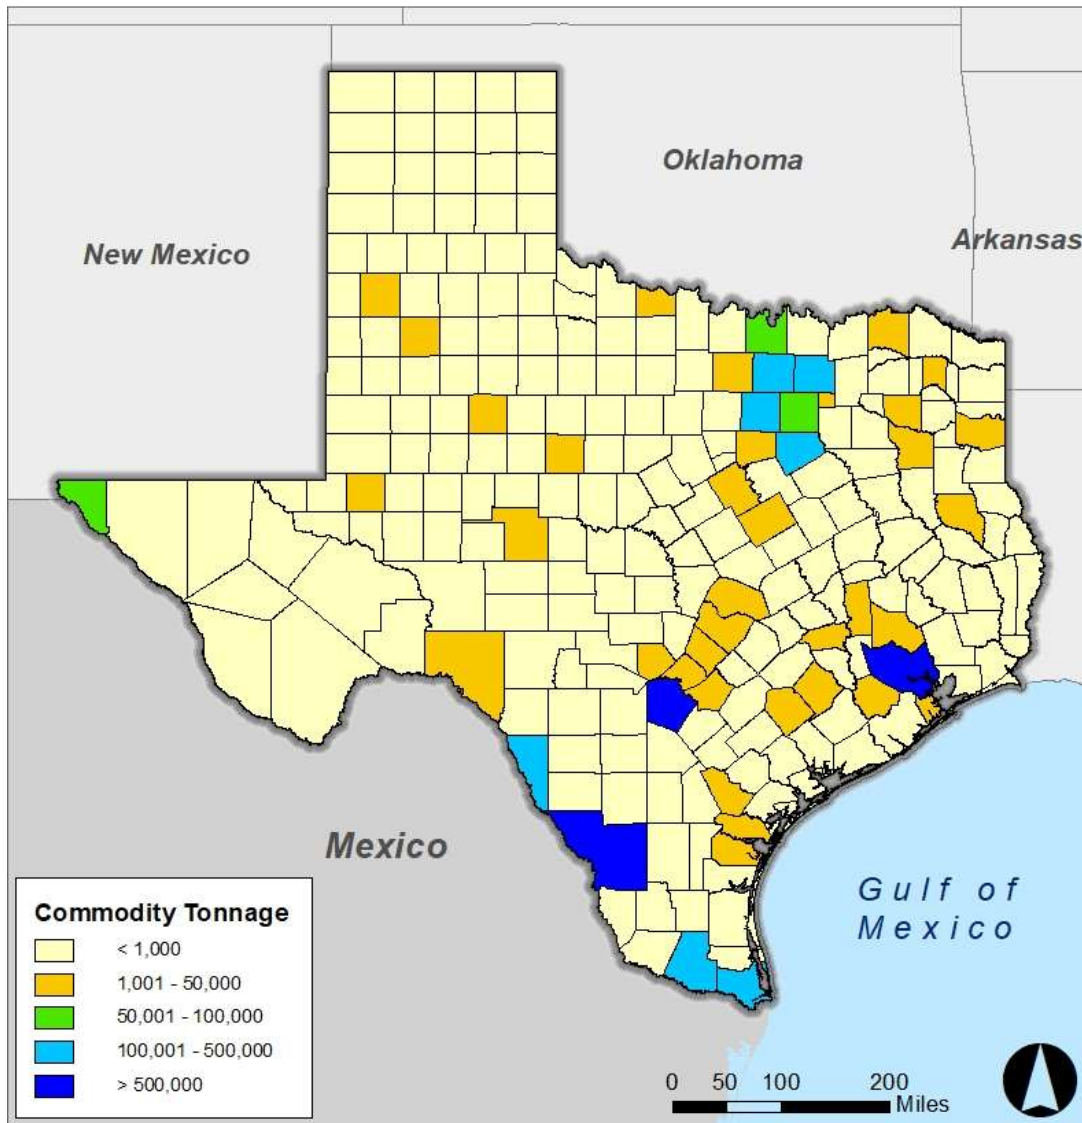 Oklahoma
New Mexico
Arkansas
Mexico
Gulf of
Mexico
Commodity Tonnage
< 1,000
1,001 - 50,000
50,001 - 100,000
100,001 - 500,000
> 500,000
0 50 100 200
Miles